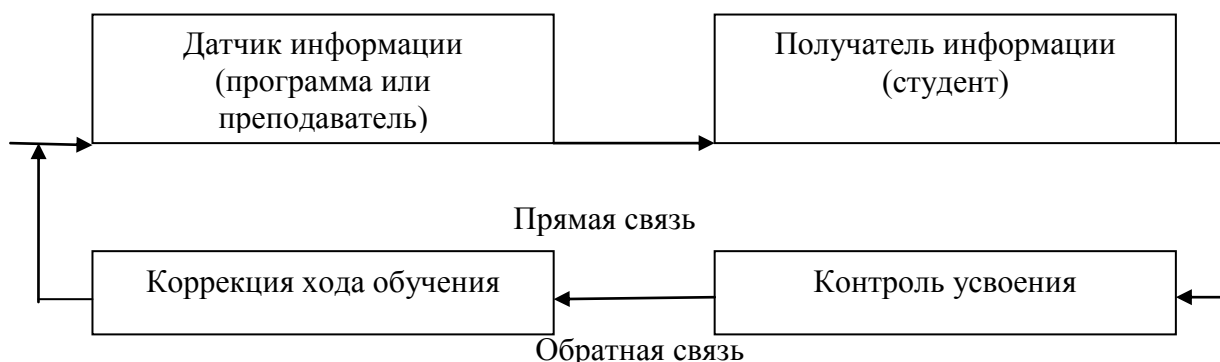 Датчик информации
(программа или
преподаватель)
Получатель информации
(студент)
Прямая связь
Коррекция хода обучения
Контроль усвоения
Обратная связь